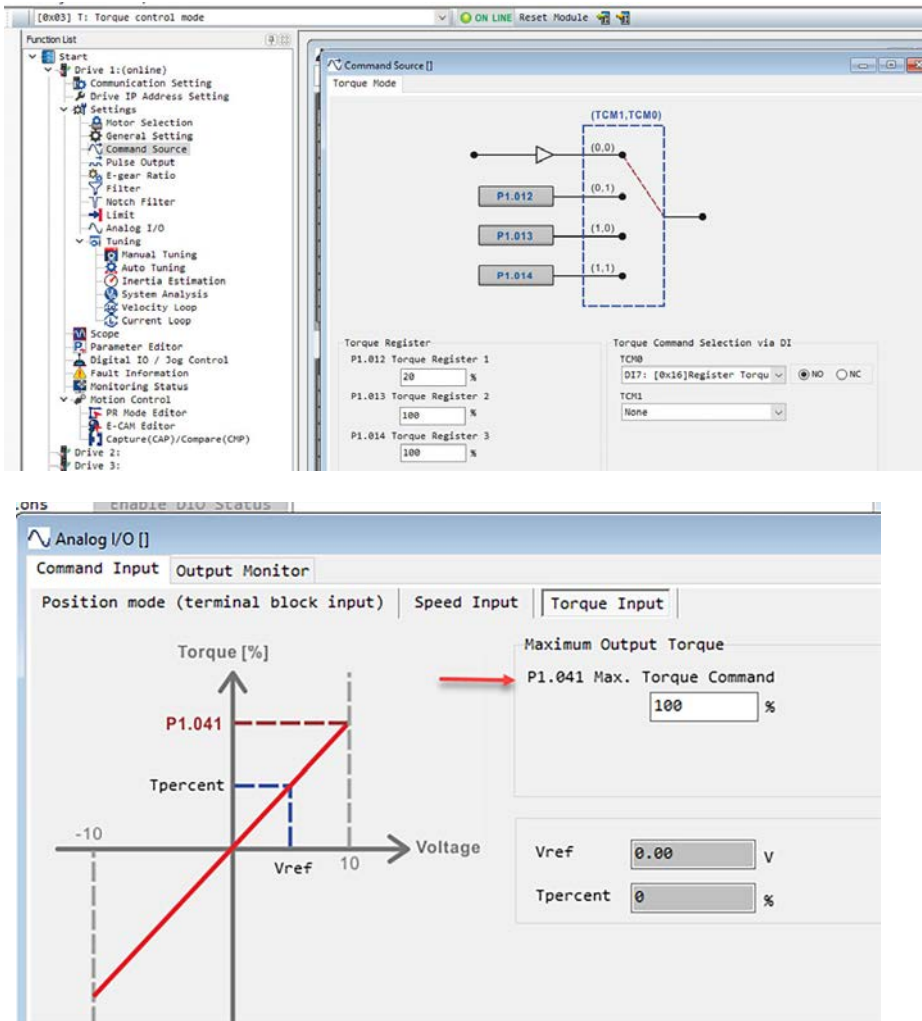 [0x03] T: Torque control mode
ON LINE Reset Module
Function List
Start
Drive 1:(online)
Communication Setting
Drive IP Address Setting
Settings
Motor Selection
General Setting
Command Source
Pulse Output
E-gear Ratio
Filter
Notch Filter
Limit
Analog I/O
Tuning
Manual Tuning
Auto Tuning
Inertia Estimation
System Analysis
Velocity Loop
Current Loop
Scope
Parameter Editor
Digital IO / Jog Control
Fault Information
Monitoring Status
Motion Control
PR Mode Editor
E-CAM Editor
Capture(CAP)/Compare(CMP)
Drive 2:
Drive 3:
Command Source []
Torque Mode
(TCM1,TCM0)
(0,0)
P1.012 (0,1)
P1.013 (1,0)
P1.014 (1,1)
Torque Register
P1.012 Torque Register 1
20 %
P1.013 Torque Register 2
100 %
P1.014 Torque Register 3
100 %
Torque Command Selection via DI
TCM0
DI7: [0x16]Register Torqu NO NC
TCM1
None
Enable DIO Status
Analog I/O []
Command Input Output Monitor
Position mode (terminal block input) Speed Input Torque Input
Torque [%]
P1.041
Tpercent
-10
Vref
10
Voltage
Maximum Output Torque
P1.041 Max. Torque Command
100 %
Vref 0.00 V
Tpercent 0 %